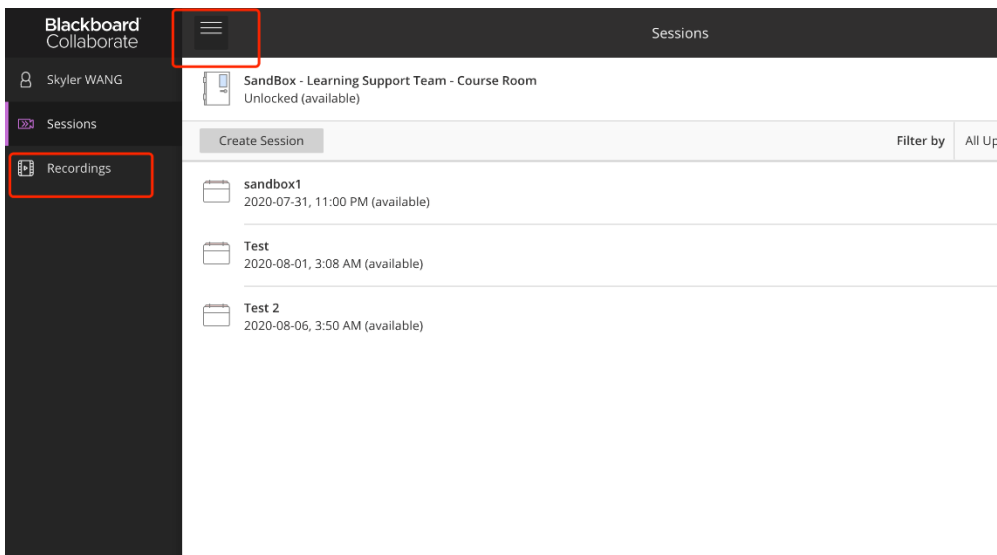 Blackboard
Collaborate
Sessions
Skyler WANG
Sessions
Recordings
SandBox - Learning Support Team - Course Room
Unlocked (available)
Create Session
Filter by
All Up
sandbox1
2020-07-31, 11:00 PM (available)
Test
2020-08-01, 3:08 AM (available)
Test 2
2020-08-06, 3:50 AM (available)